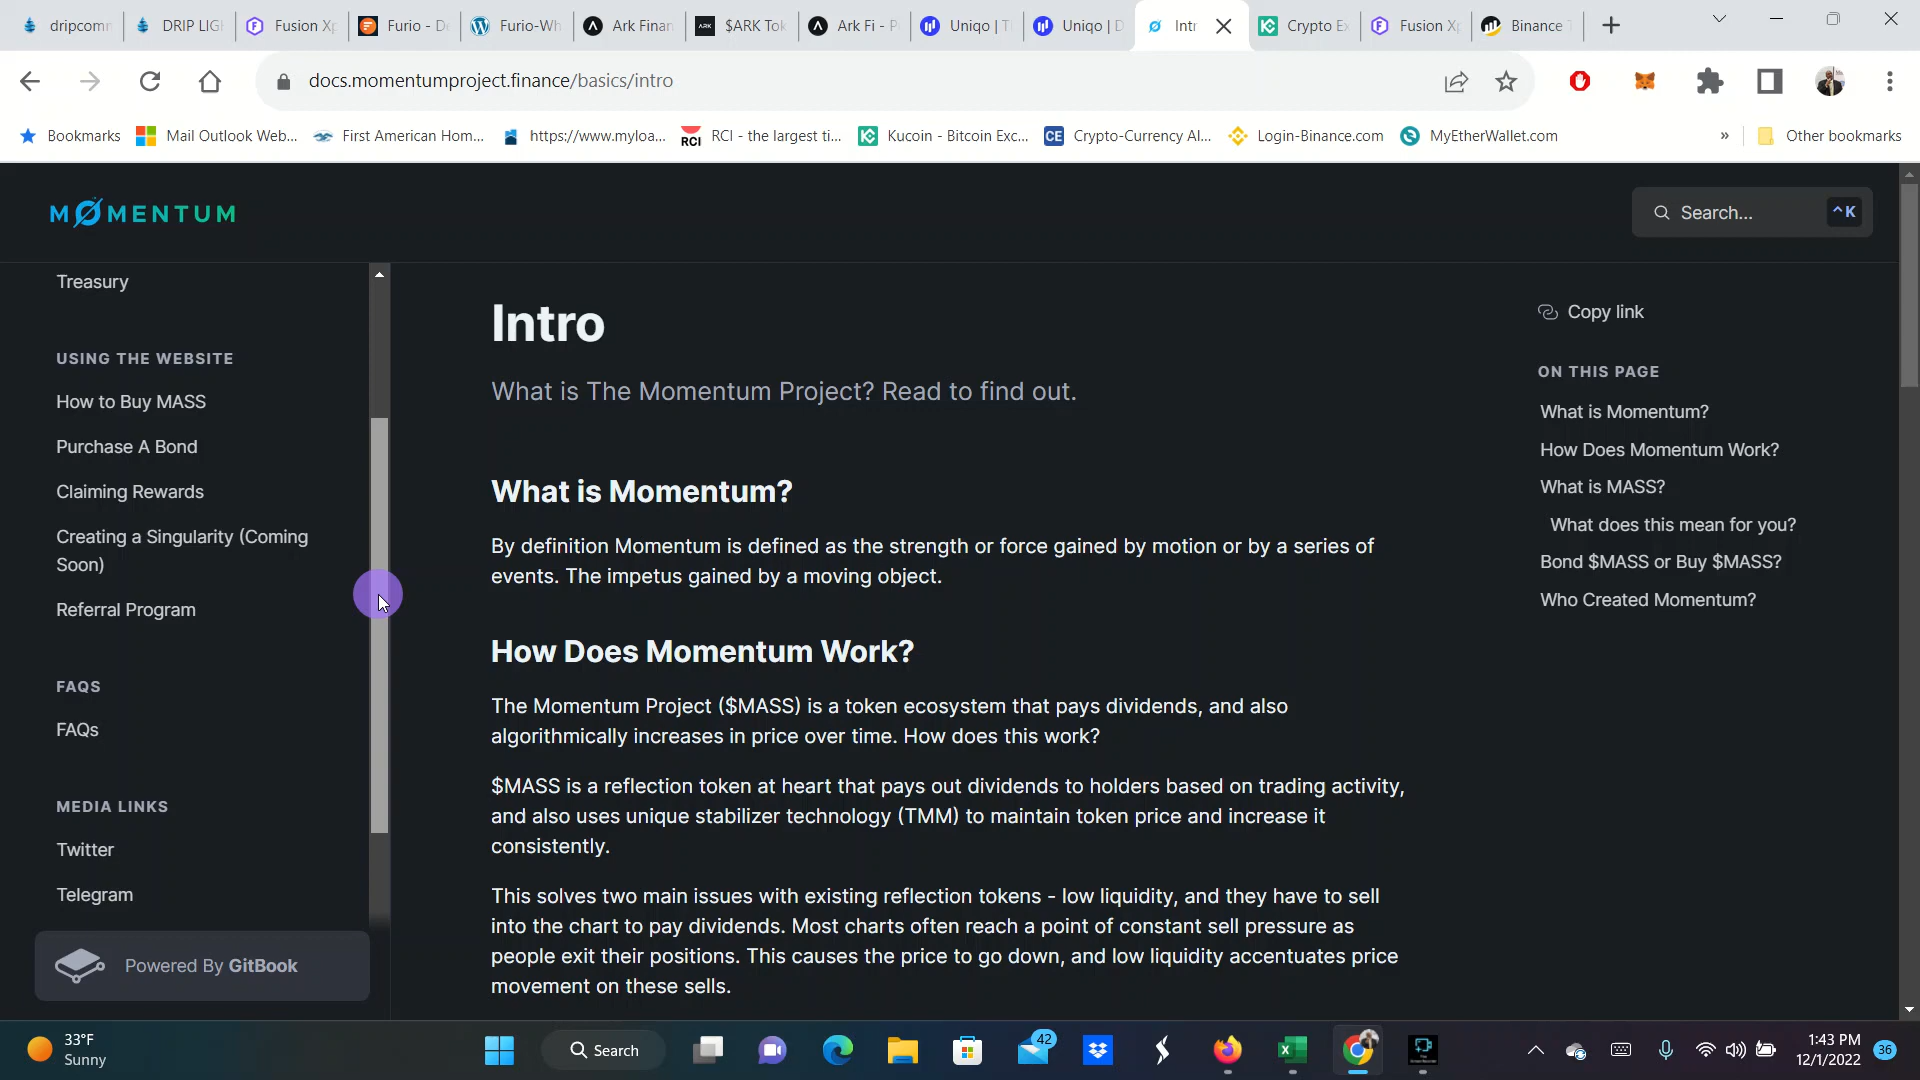 dripcomm
DRIP LIG
Fusion X
Furio - D
Furio-Wh
Ark Finan
ARK
$ARK Tok
Ark Fi - P
Uniqo | T
Uniqo | D
Intr
Crypto Ex
Fusion X
Binance T
docs.momentumproject.finance/basics/intro
Bookmarks
Mail Outlook Web...
First American Hom...
https://www.myloa...
RCI
RCI - the largest ti...
Kucoin - Bitcoin Exc...
CE
Crypto-Currency Al...
Login-Binance.com
MyEtherWallet.com
»
Other bookmarks
MØMENTUM
Search...
^K
Treasury
USING THE WEBSITE
How to Buy MASS
Purchase A Bond
Claiming Rewards
Creating a Singularity (Coming
Soon)
Referral Program
FAQS
FAQs
MEDIA LINKS
Twitter
Telegram
Powered By GitBook
Intro
What is The Momentum Project? Read to find out.
What is Momentum?
By definition Momentum is defined as the strength or force gained by motion or by a series of
events. The impetus gained by a moving object.
How Does Momentum Work?
The Momentum Project ($MASS) is a token ecosystem that pays dividends, and also
algorithmically increases in price over time. How does this work?
$MASS is a reflection token at heart that pays out dividends to holders based on trading activity,
and also uses unique stabilizer technology (TMM) to maintain token price and increase it
consistently.
This solves two main issues with existing reflection tokens - low liquidity, and they have to sell
into the chart to pay dividends. Most charts often reach a point of constant sell pressure as
people exit their positions. This causes the price to go down, and low liquidity accentuates price
movement on these sells.
Copy link
ON THIS PAGE
What is Momentum?
How Does Momentum Work?
What is MASS?
What does this mean for you?
Bond $MASS or Buy $MASS?
Who Created Momentum?
33°F
Sunny
Search
42
1:43 PM
12/1/2022
36